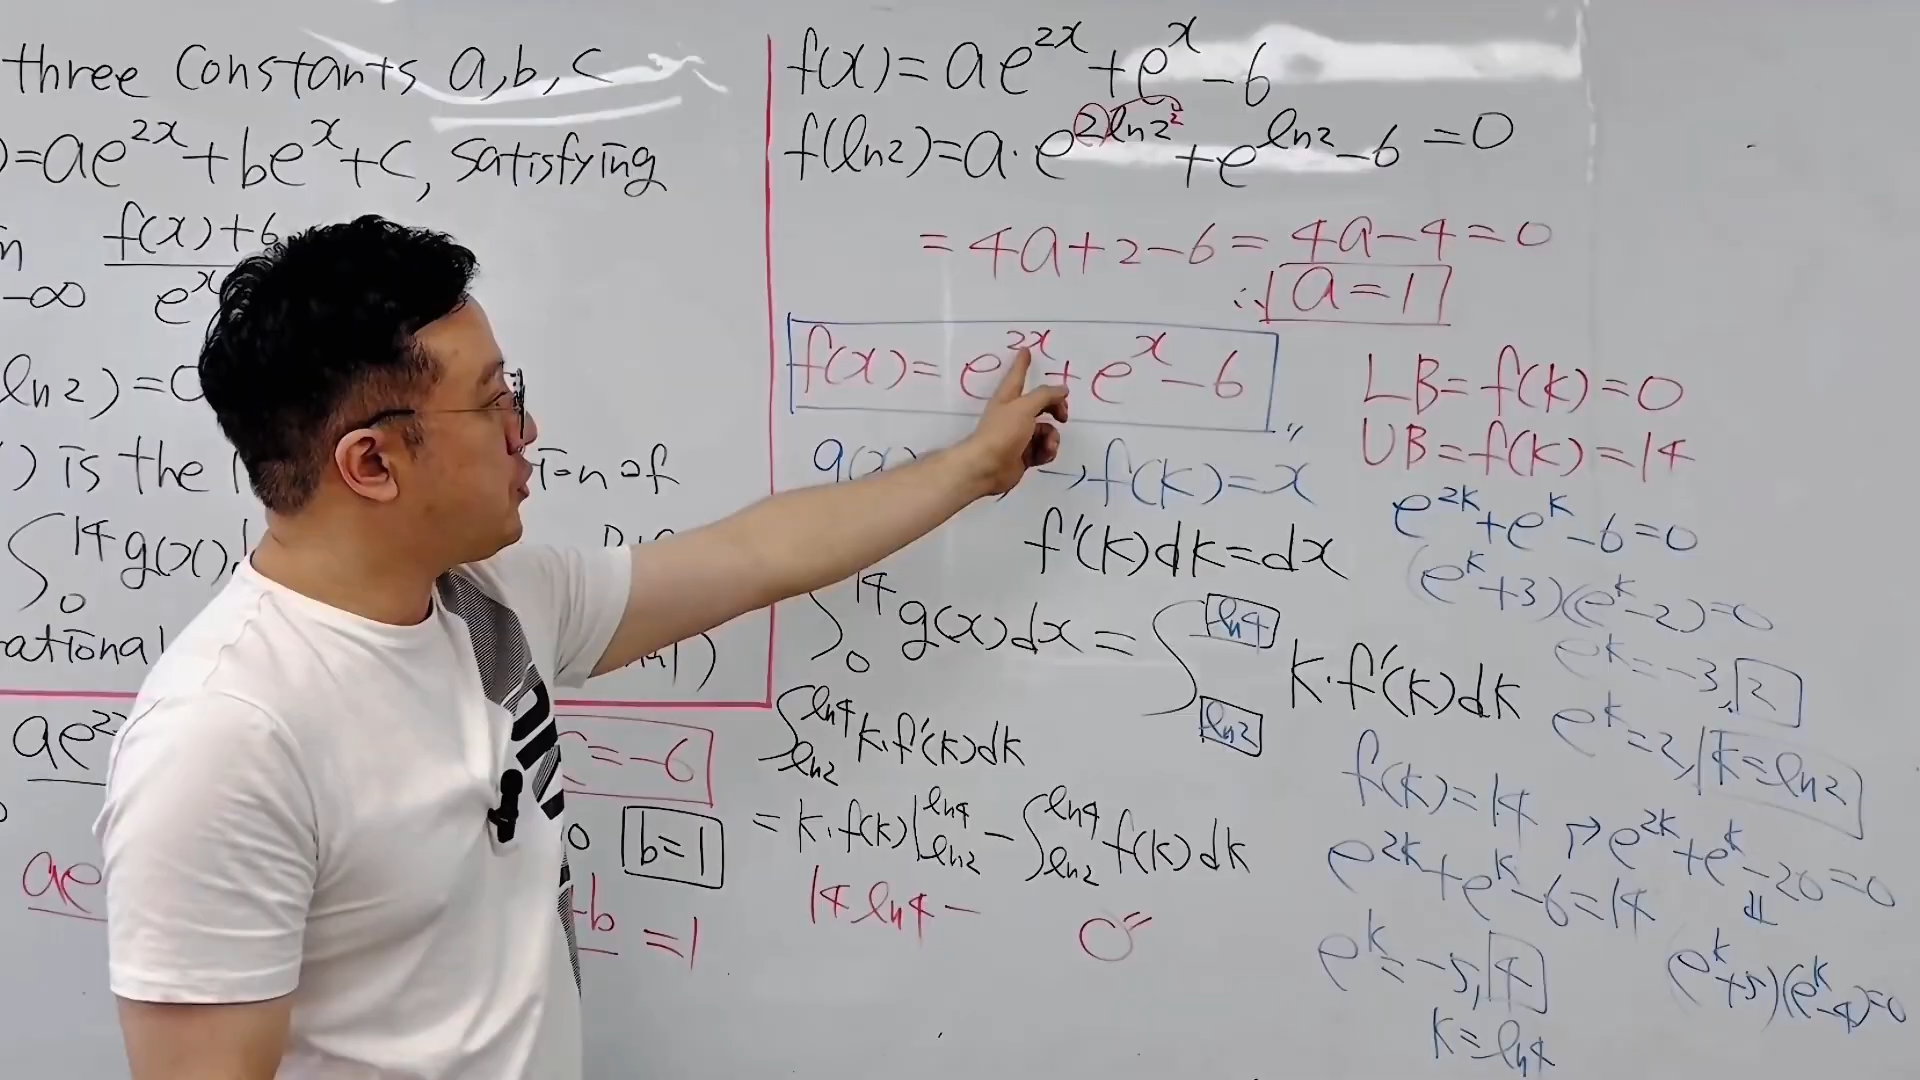 three Constants a,b,c
)=ae^{2x}+be^x+c, satisfying
f(x)+6
-∞ e^x
ln2)=0
) is the
of
∫_0^{14} g(x)
rational
ae^{2x}
c=-6
b=1
ae
+b =1
f(x)=ae^{2x}+e^x-6
f(ln2)=a·e^{2ln2^2}+e^{ln2}-6=0
=4a+2-6=4a-4=0
∴ a=1
f(x)=e^{2x}+e^x-6
g(x) →f(k)=x
f'(k)dk=dx
∫_0^{14} g(x)dx=∫_{ln2}^{ln4} k·f'(k)dk
∫_{ln2}^{ln4} k·f'(k)dk
=k·f(k)|_{ln2}^{ln4}-∫_{ln2}^{ln4} f(k)dk
14ln4- 0
LB=f(k)=0
UB=f(k)=14
e^{2k}+e^k-6=0
(e^k+3)(e^k-2)=0
e^k=-3,2
e^k=2, k=ln2
f(k)=14
e^{2k}+e^k-6=14
→e^{2k}+e^k-20=0
⇓
(e^k+5)(e^k-4)=0
e^k=-5,4
k=ln4